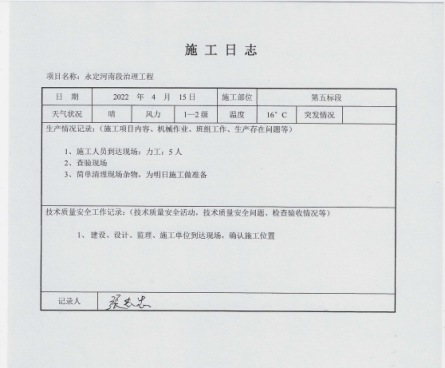 施工日志
项目名称：永定河南段治理工程
日 期 2022 年 4 月 15日 施工部位 第五标段
天气状况 晴 风力 1—2级 温度 16°C 突发情况
生产情况记录：（施工项目内容、机械作业、班组工作、生产存在问题等）
1、施工人员到达现场：力工：5人
2、查验现场
3、简单清理现场杂物，为明日施工做准备
技术质量安全工作记录：（技术质量安全活动，技术质量安全问题、检查验收情况等）
1、 建设、设计、监理、施工单位到达现场，确认施工位置
记录人